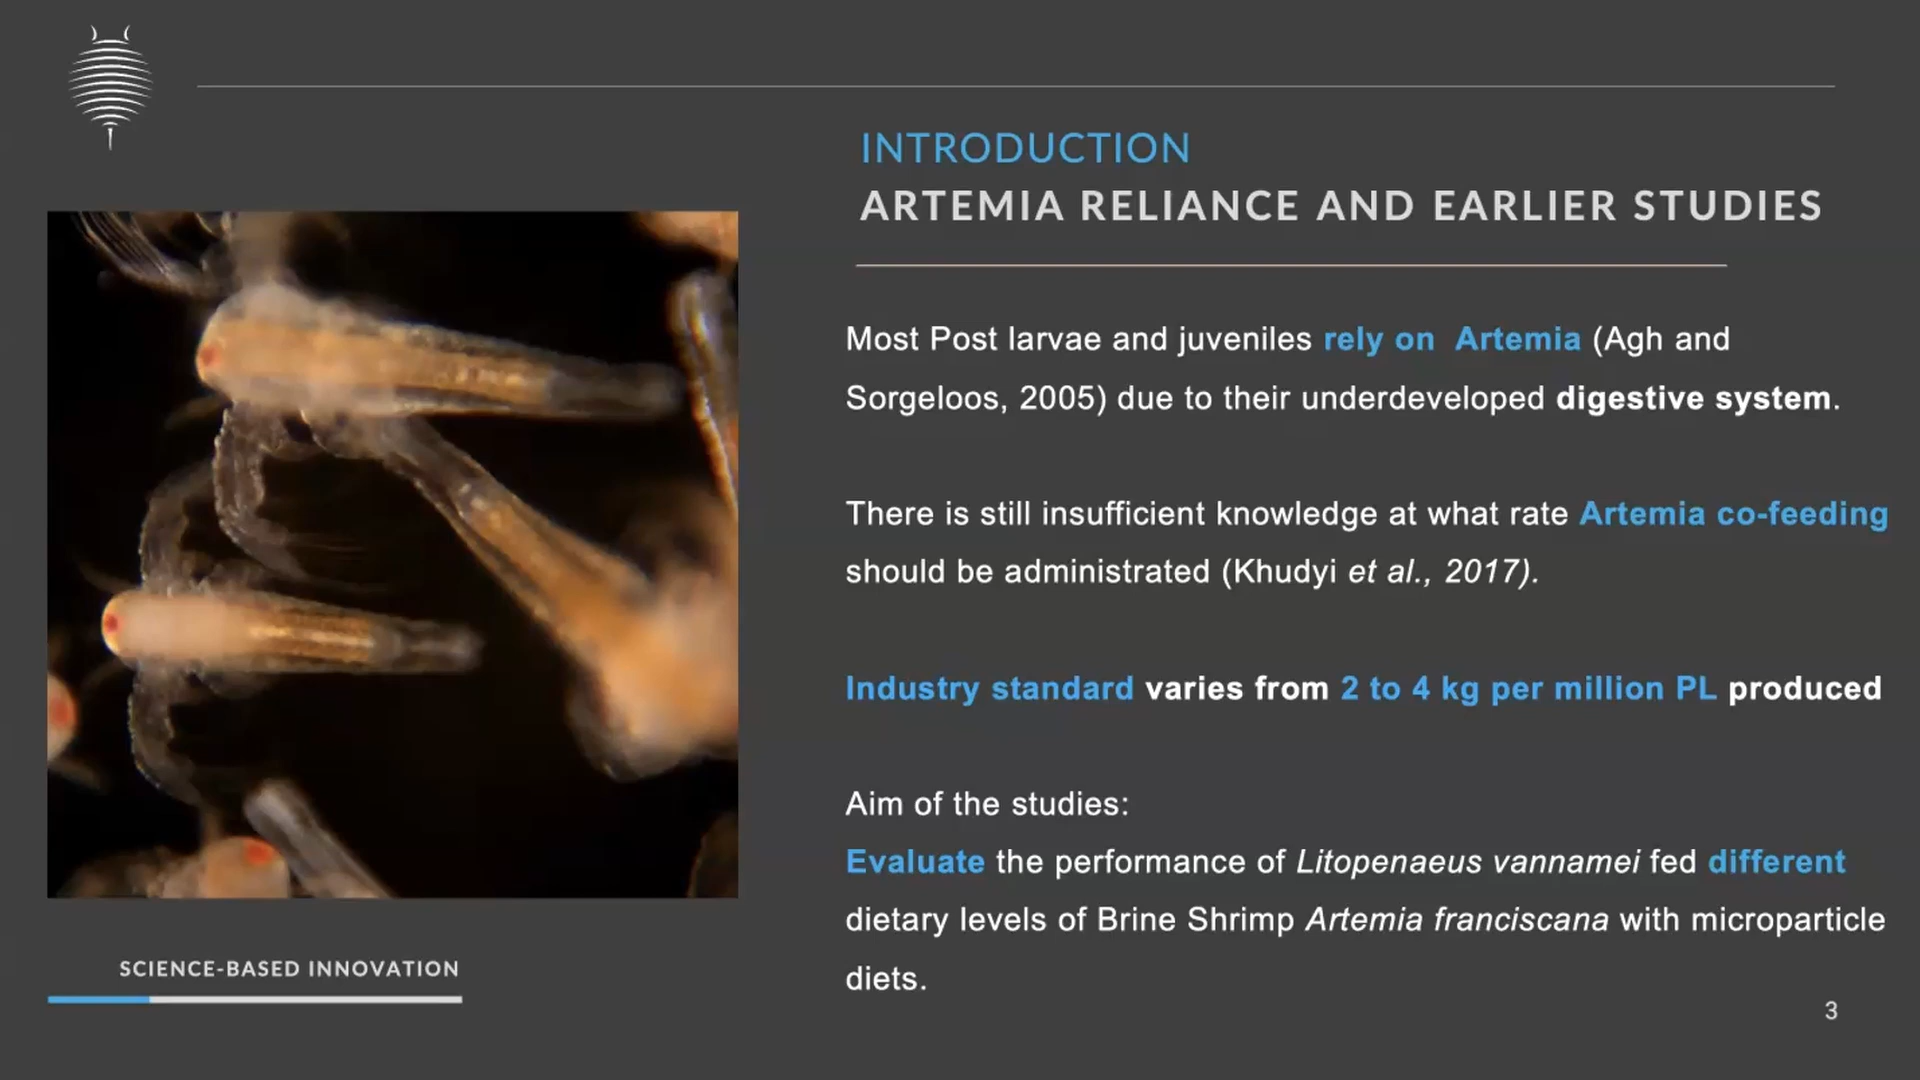 INTRODUCTION
ARTEMIA RELIANCE AND EARLIER STUDIES
Most Post larvae and juveniles rely on  Artemia (Agh and
Sorgeloos, 2005) due to their underdeveloped digestive system.
There is still insufficient knowledge at what rate Artemia co-feeding
should be administrated (Khudyi et al., 2017).
Industry standard varies from 2 to 4 kg per million PL produced
Aim of the studies:
Evaluate the performance of Litopenaeus vannamei fed different
dietary levels of Brine Shrimp Artemia franciscana with microparticle
diets.
SCIENCE-BASED INNOVATION
3